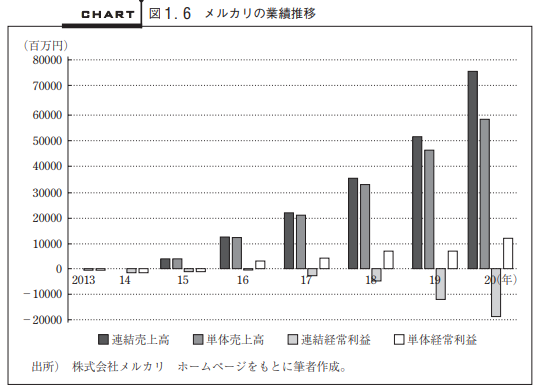 CHART 図1.6 メルカリの業績推移
(百万円)
80000
70000
60000
50000
40000
30000
20000
10000
0
2013 14 15 16 17 18 19 20(年)
−10000
−20000
連結売上高 単体売上高 連結経常利益 単体経常利益
出所) 株式会社メルカリ ホームページをもとに筆者作成。